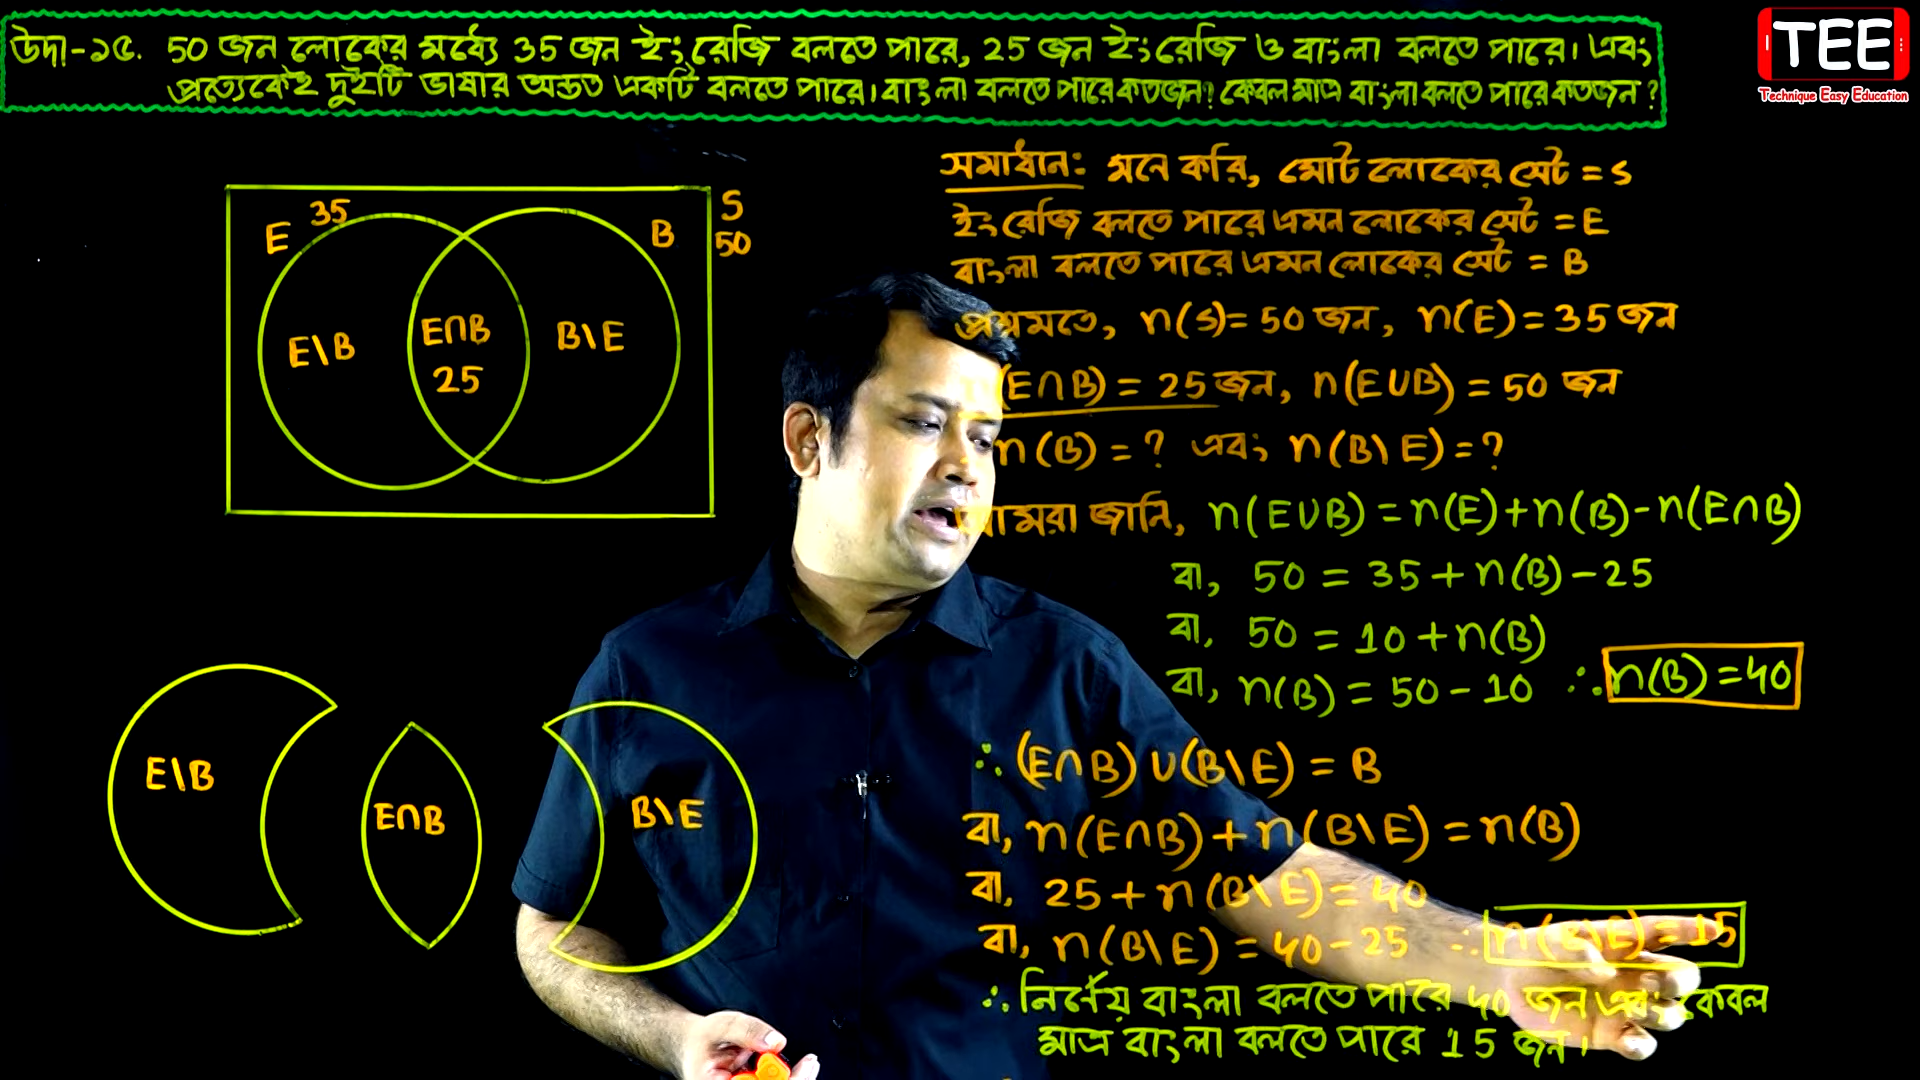 উদা-১৫. 50 জন লোকের মধ্যে 35 জন ইংরেজি বলতে পারে, 25 জন ইংরেজি ও বাংলা বলতে পারে। এবং
প্রত্যেকেই দুইটি ভাষার অন্তত একটি বলতে পারে। বাংলা বলতে পারে কতজন? কেবল মাত্র বাংলা বলতে পারে কতজন?
TEE
Technique Easy Education
E 35
B
S
50
E\B
E∩B
25
B\E
E\B
E∩B
B\E
সমাধান: মনে করি, মোট লোকের সেট = S
ইংরেজি বলতে পারে এমন লোকের সেট = E
বাংলা বলতে পারে এমন লোকের সেট = B
প্রশ্নমতে, n(S) = 50 জন, n(E) = 35 জন
(E∩B) = 25 জন, n(E∪B) = 50 জন
n(B) = ? এবং n(B\E) = ?
আমরা জানি, n(E∪B) = n(E)+n(B)-n(E∩B)
বা, 50 = 35 + n(B) - 25
বা, 50 = 10 + n(B)
বা, n(B) = 50 - 10 ∴ n(B) = 40
∴ (E∩B) ∪ (B\E) = B
বা, n(E∩B) + n(B\E) = n(B)
বা, 25 + n(B\E) = 40
বা, n(B\E) = 40 - 25 ∴ n(B\E) = 15
∴ নির্ণেয় বাংলা বলতে পারে 40 জন এবং কেবল
মাত্র বাংলা বলতে পারে 15 জন।